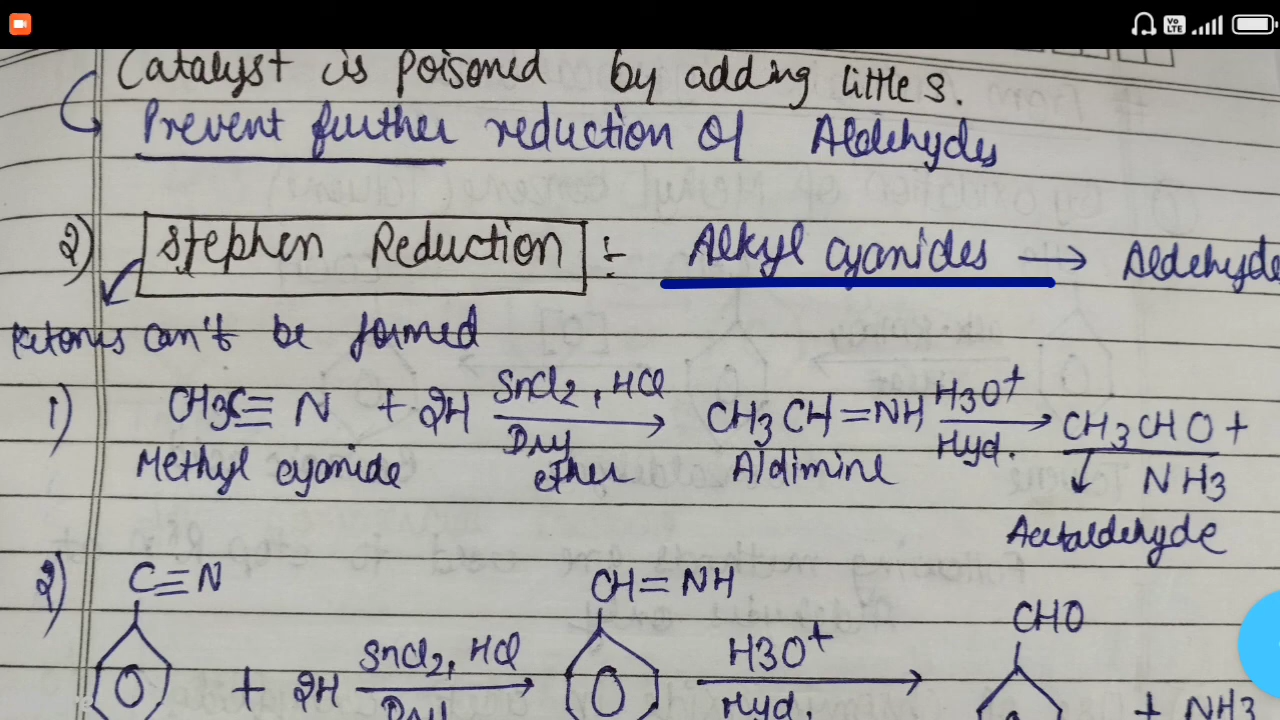 Catalyst is poisoned by adding little S.
Prevent further reduction of Aldehydes
2) Stephen Reduction :- Alkyl cyanides → Aldehyde
Ketones can't be formed
1) CH3C≡N + 2H SnCl2, HCl Dry ether → CH3CH=NH H3O+ Hyd. → CH3CHO +
Methyl cyanide Aldimine NH3
Acetaldehyde
2) C≡N CH=NH CHO
+ 2H SnCl2, HCl Dry → H3O+ Hyd. → + NH3